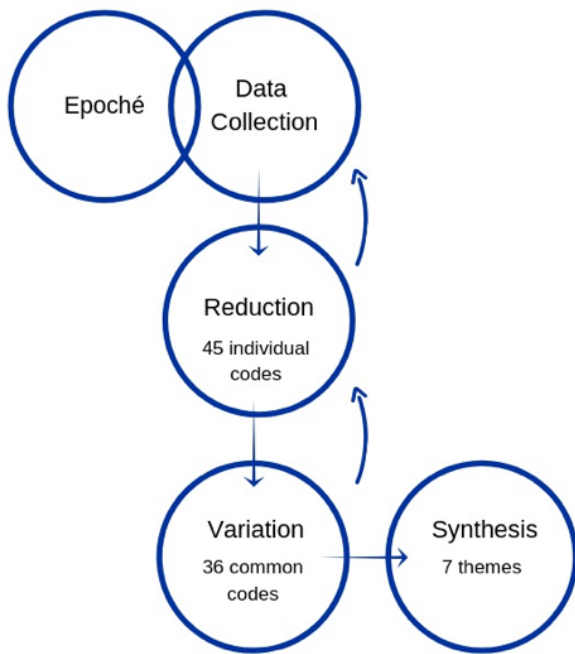 Epoché
Data
Collection
Reduction
45 individual
codes
Variation
36 common
codes
Synthesis
7 themes